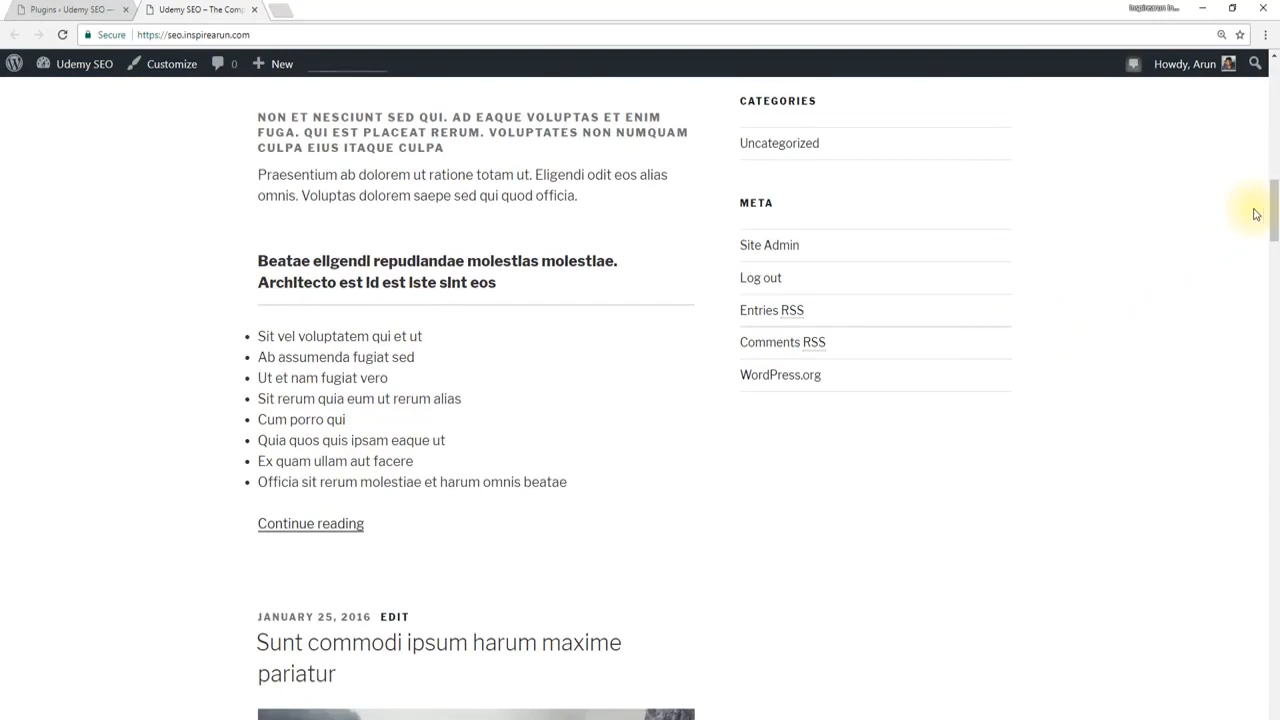 Plugins ‹ Udemy SEO —
Udemy SEO – The Comp
Inspirearun In...
Secure
https://seo.inspirearun.com
Udemy SEO
Customize
0
New
Howdy, Arun
NON ET NESCIUNT SED QUI. AD EAQUE VOLUPTAS ET ENIM
FUGA. QUI EST PLACEAT RERUM. VOLUPTATES NON NUMQUAM
CULPA EIUS ITAQUE CULPA
Praesentium ab dolorem ut ratione totam ut. Eligendi odit eos alias
omnis. Voluptas dolorem saepe sed qui quod officia.
Beatae eligendi repudiandae molestias molestiae.
Architecto est id est iste sint eos
Sit vel voluptatem qui et ut
Ab assumenda fugiat sed
Ut et nam fugiat vero
Sit rerum quia eum ut rerum alias
Cum porro qui
Quia quos quis ipsam eaque ut
Ex quam ullam aut facere
Officia sit rerum molestiae et harum omnis beatae
Continue reading
JANUARY 25, 2016 EDIT
Sunt commodi ipsum harum maxime
pariatur
CATEGORIES
Uncategorized
META
Site Admin
Log out
Entries RSS
Comments RSS
WordPress.org